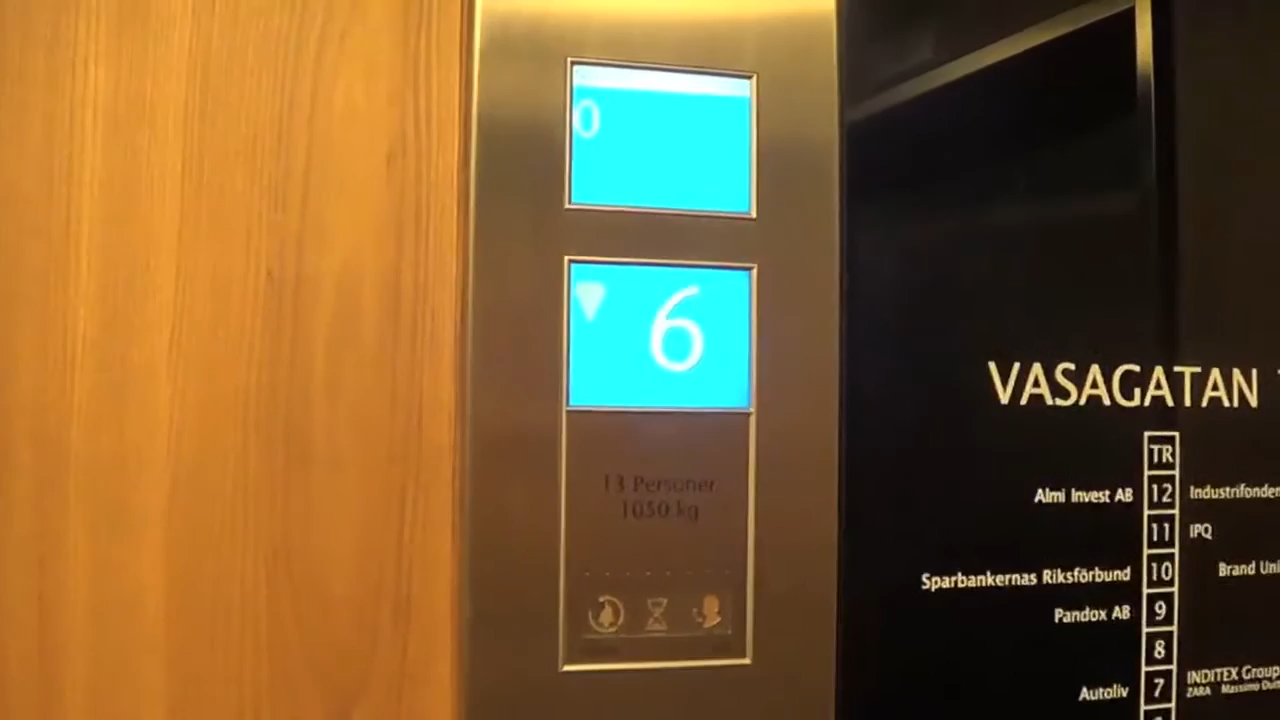 0
6
13 Personer
1050 kg
VASAGATAN
TR
Almi Invest AB 12 Industrifonden
11 IPQ
Sparbankernas Riksförbund 10 Brand Uni
Pandox AB 9
8
Autoliv 7 INDITEX Group
ZARA Massimo Dutt